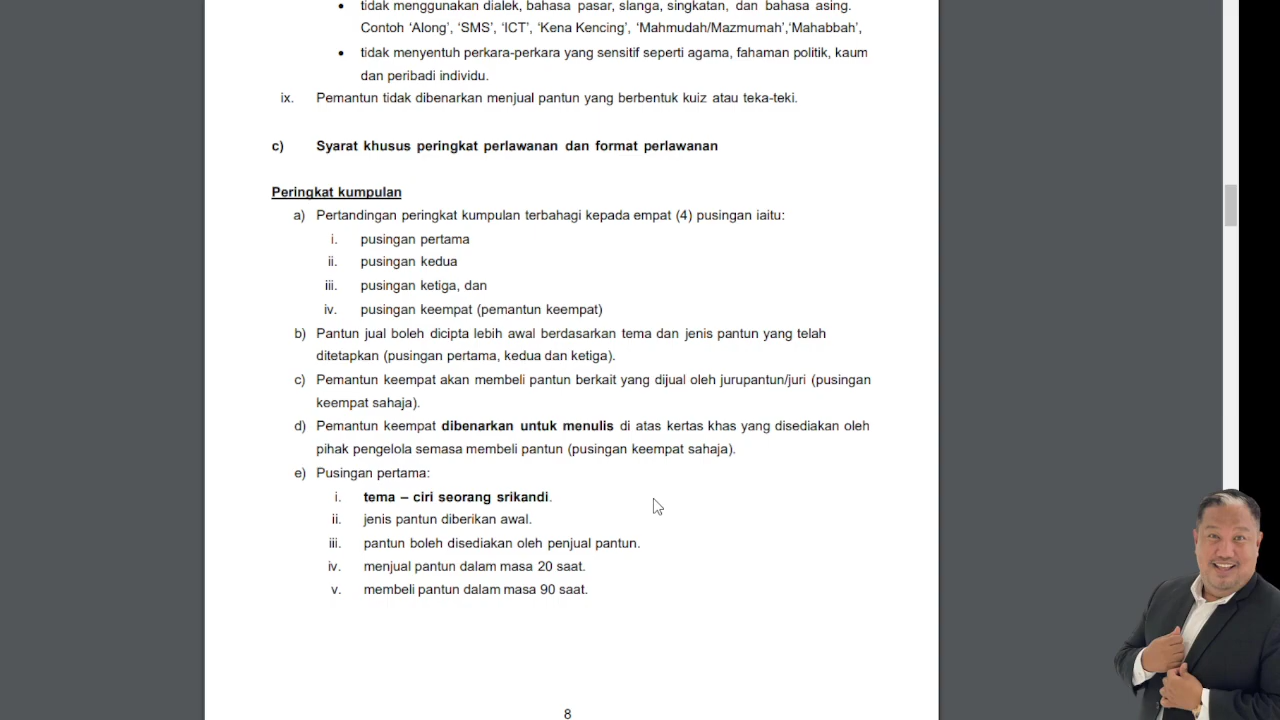 • tidak menggunakan dialek, bahasa pasar, slanga, singkatan, dan bahasa asing.
Contoh ‘Along’, ‘SMS’, ‘ICT’, ‘Kena Kencing’, ‘Mahmudah/Mazmumah’,‘Mahabbah’,
• tidak menyentuh perkara-perkara yang sensitif seperti agama, fahaman politik, kaum
dan peribadi individu.
ix. Pemantun tidak dibenarkan menjual pantun yang berbentuk kuiz atau teka-teki.
c) Syarat khusus peringkat perlawanan dan format perlawanan
Peringkat kumpulan
a) Pertandingan peringkat kumpulan terbahagi kepada empat (4) pusingan iaitu:
i. pusingan pertama
ii. pusingan kedua
iii. pusingan ketiga, dan
iv. pusingan keempat (pemantun keempat)
b) Pantun jual boleh dicipta lebih awal berdasarkan tema dan jenis pantun yang telah
ditetapkan (pusingan pertama, kedua dan ketiga).
c) Pemantun keempat akan membeli pantun berkait yang dijual oleh jurupantun/juri (pusingan
keempat sahaja).
d) Pemantun keempat dibenarkan untuk menulis di atas kertas khas yang disediakan oleh
pihak pengelola semasa membeli pantun (pusingan keempat sahaja).
e) Pusingan pertama:
i. tema – ciri seorang srikandi.
ii. jenis pantun diberikan awal.
iii. pantun boleh disediakan oleh penjual pantun.
iv. menjual pantun dalam masa 20 saat.
v. membeli pantun dalam masa 90 saat.
8